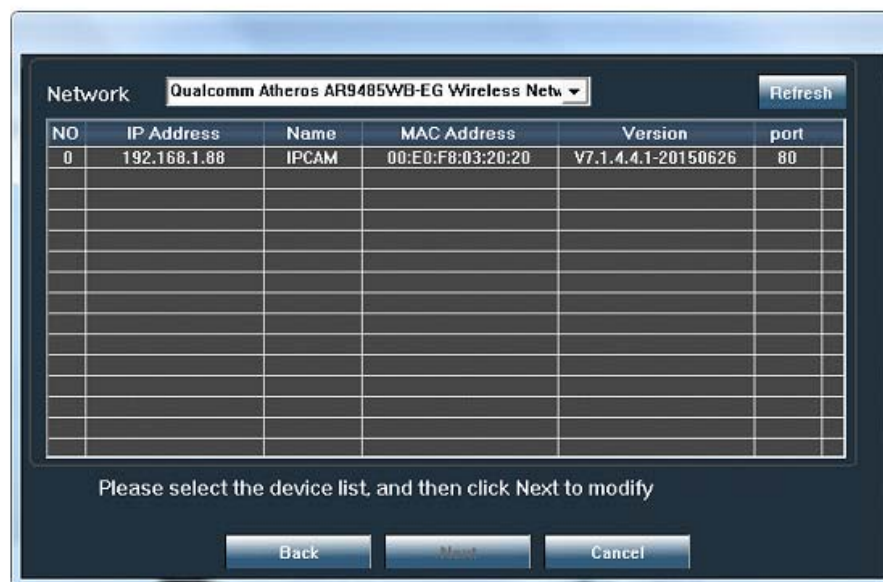 Network Qualcomm Atheros AR9485WB-EG Wireless Netw Refresh
NO IP Address Name MAC Address Version port
0 192.168.1.88 IPCAM 00:E0:F8:03:20:20 V7.1.4.4.1-20150626 80
Please select the device list, and then click Next to modify
Back Next Cancel